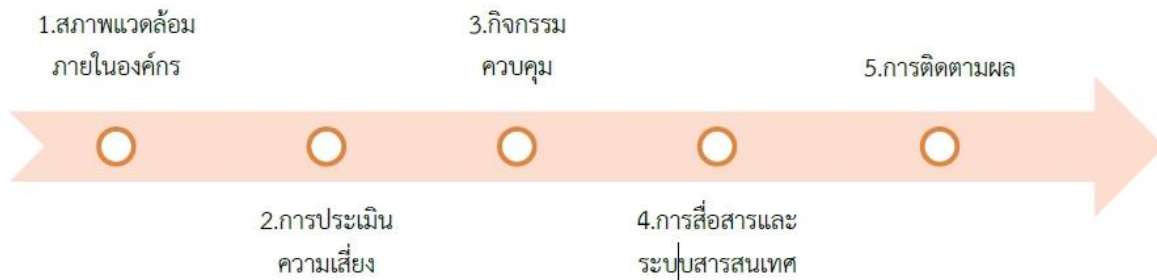 1.สภาพแวดล้อม
ภายในองค์กร
2.การประเมิน
ความเสี่ยง
3.กิจกรรม
ควบคุม
4.การสื่อสารและ
ระบบสารสนเทศ
5.การติดตามผล